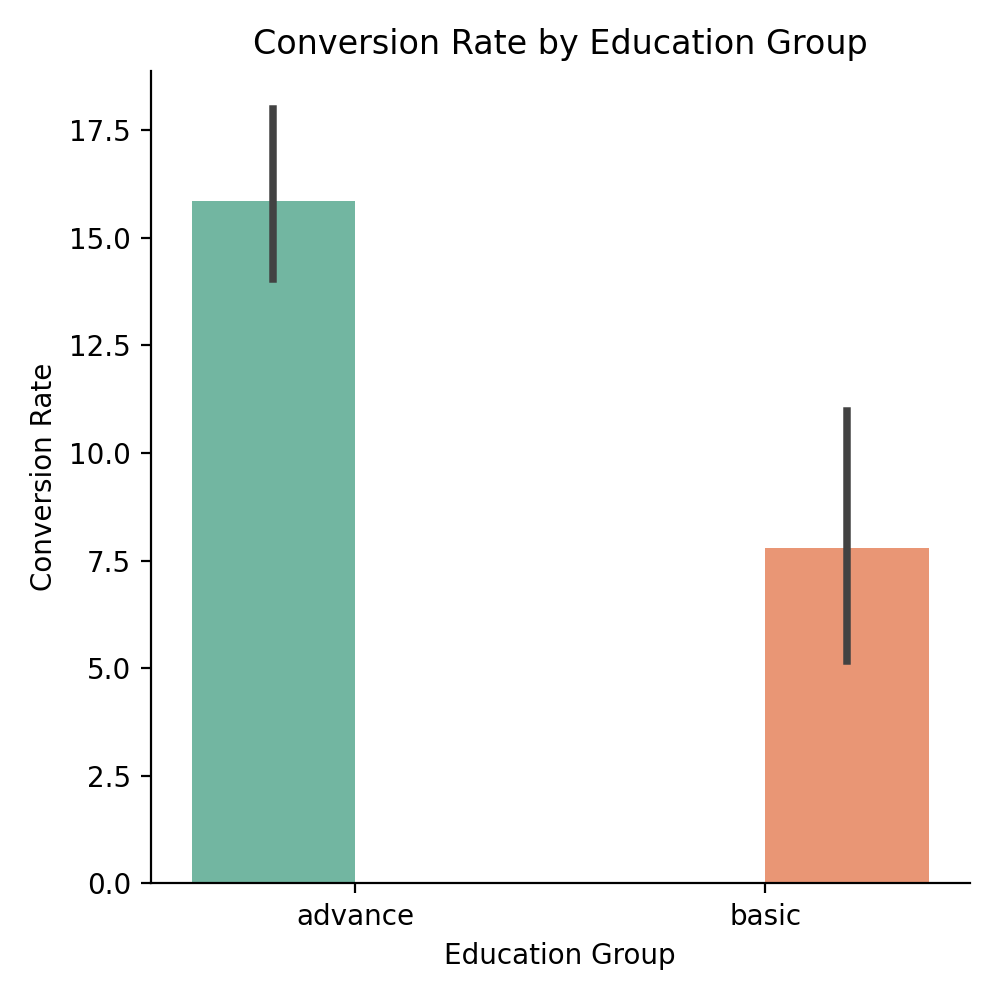 Conversion Rate by Education Group
17.5
15.0
12.5
10.0
7.5
5.0
2.5
0.0
Conversion Rate
advance
basic
Education Group